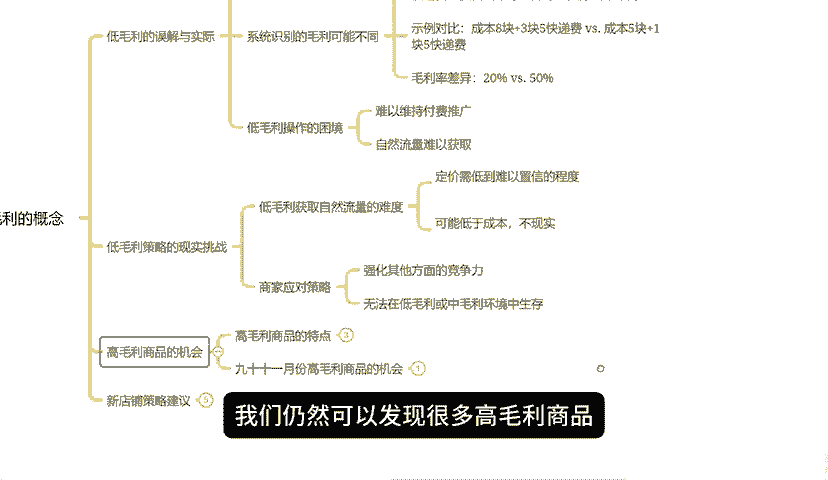 低毛利的误解与实际
系统识别的毛利可能不同
示例对比：成本8块+3块5快递费 vs. 成本5块+1
块5快递费
毛利率差异：20% vs. 50%
低毛利操作的困境
难以维持付费推广
自然流量难以获取
毛利的概念
低毛利策略的现实挑战
低毛利获取自然流量的难度
定价需低到难以置信的程度
可能低于成本，不现实
商家应对策略
强化其他方面的竞争力
无法在低毛利或中毛利环境中生存
高毛利商品的机会
高毛利商品的特点 3
九十十一月份高毛利商品的机会 1
新店铺策略建议 5
我们仍然可以发现很多高毛利商品